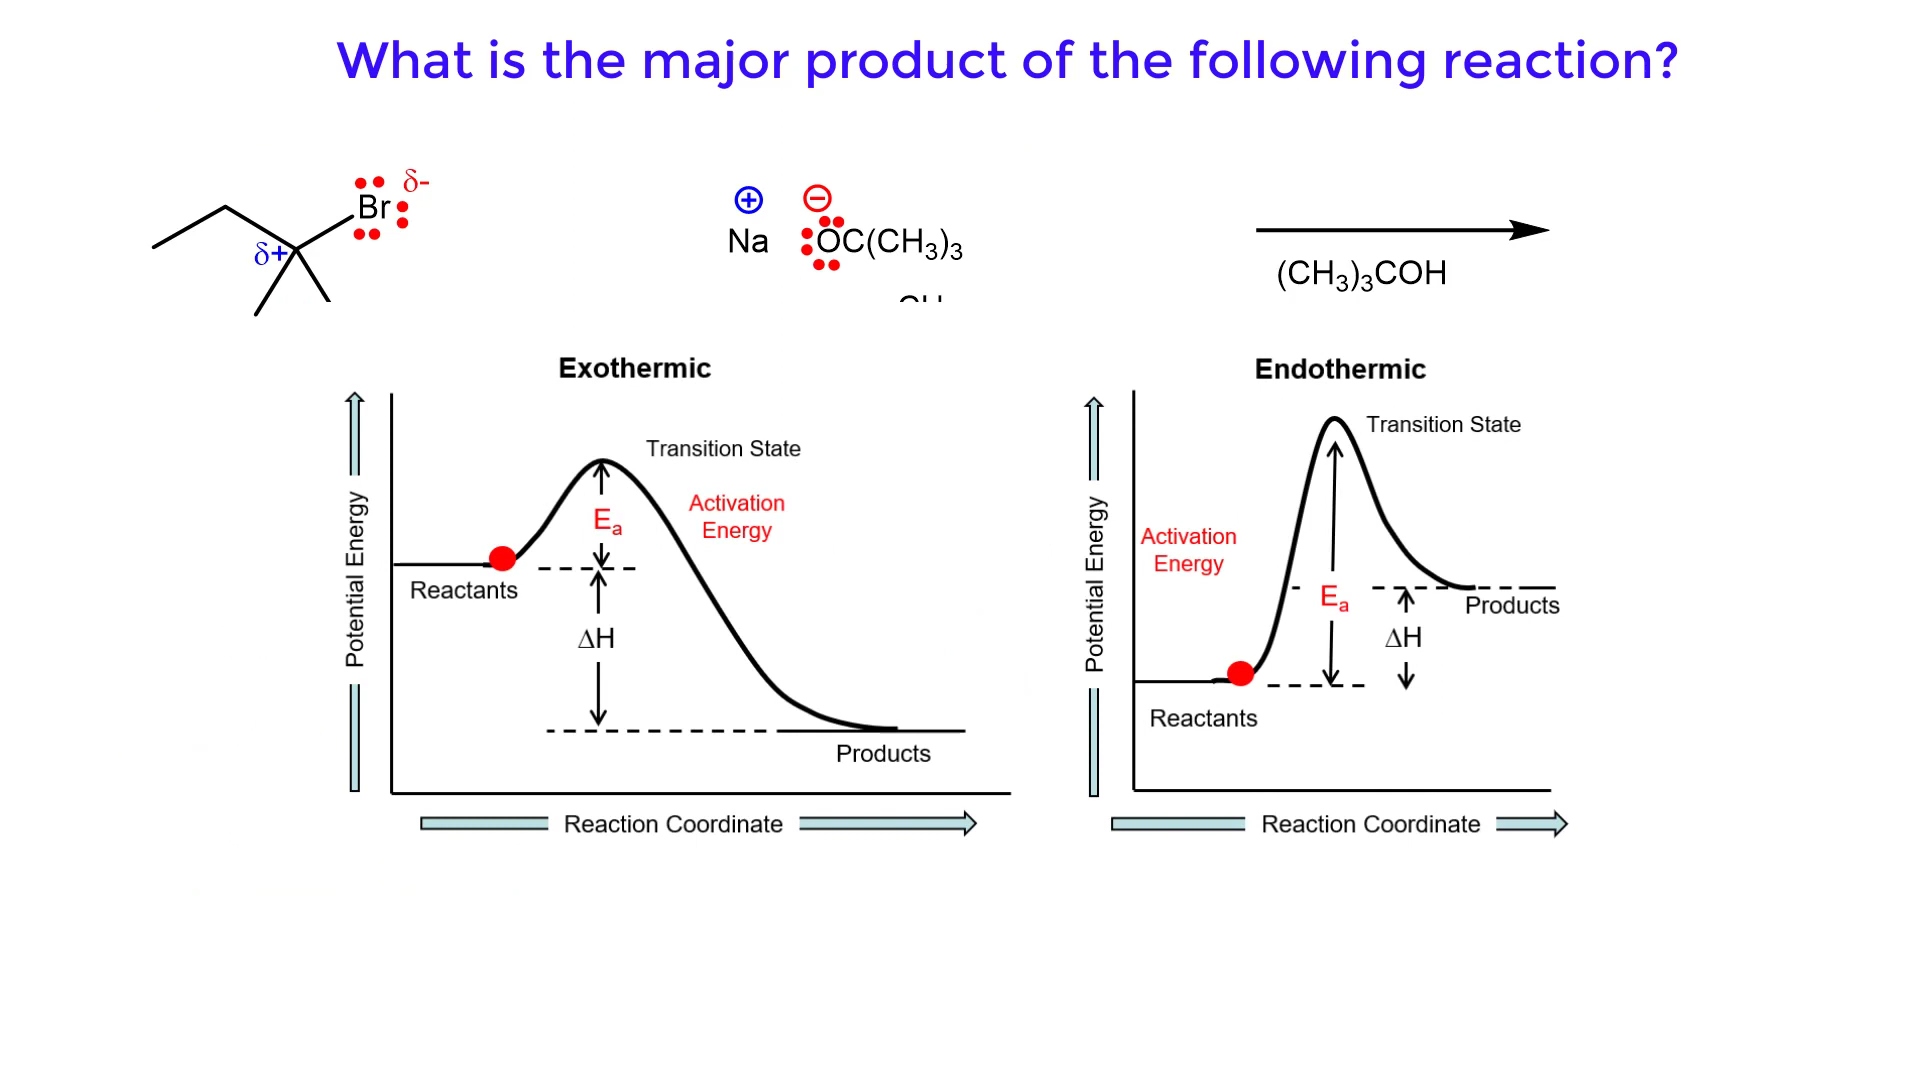 What is the major product of the following reaction?
δ-
Br
δ+
⊕ ⊖
Na OC(CH₃)₃
(CH₃)₃COH
Exothermic
Potential Energy
Transition State
Activation
Energy
Eₐ
Reactants
ΔH
Products
Reaction Coordinate
Endothermic
Potential Energy
Transition State
Activation
Energy
Eₐ
Products
ΔH
Reactants
Reaction Coordinate